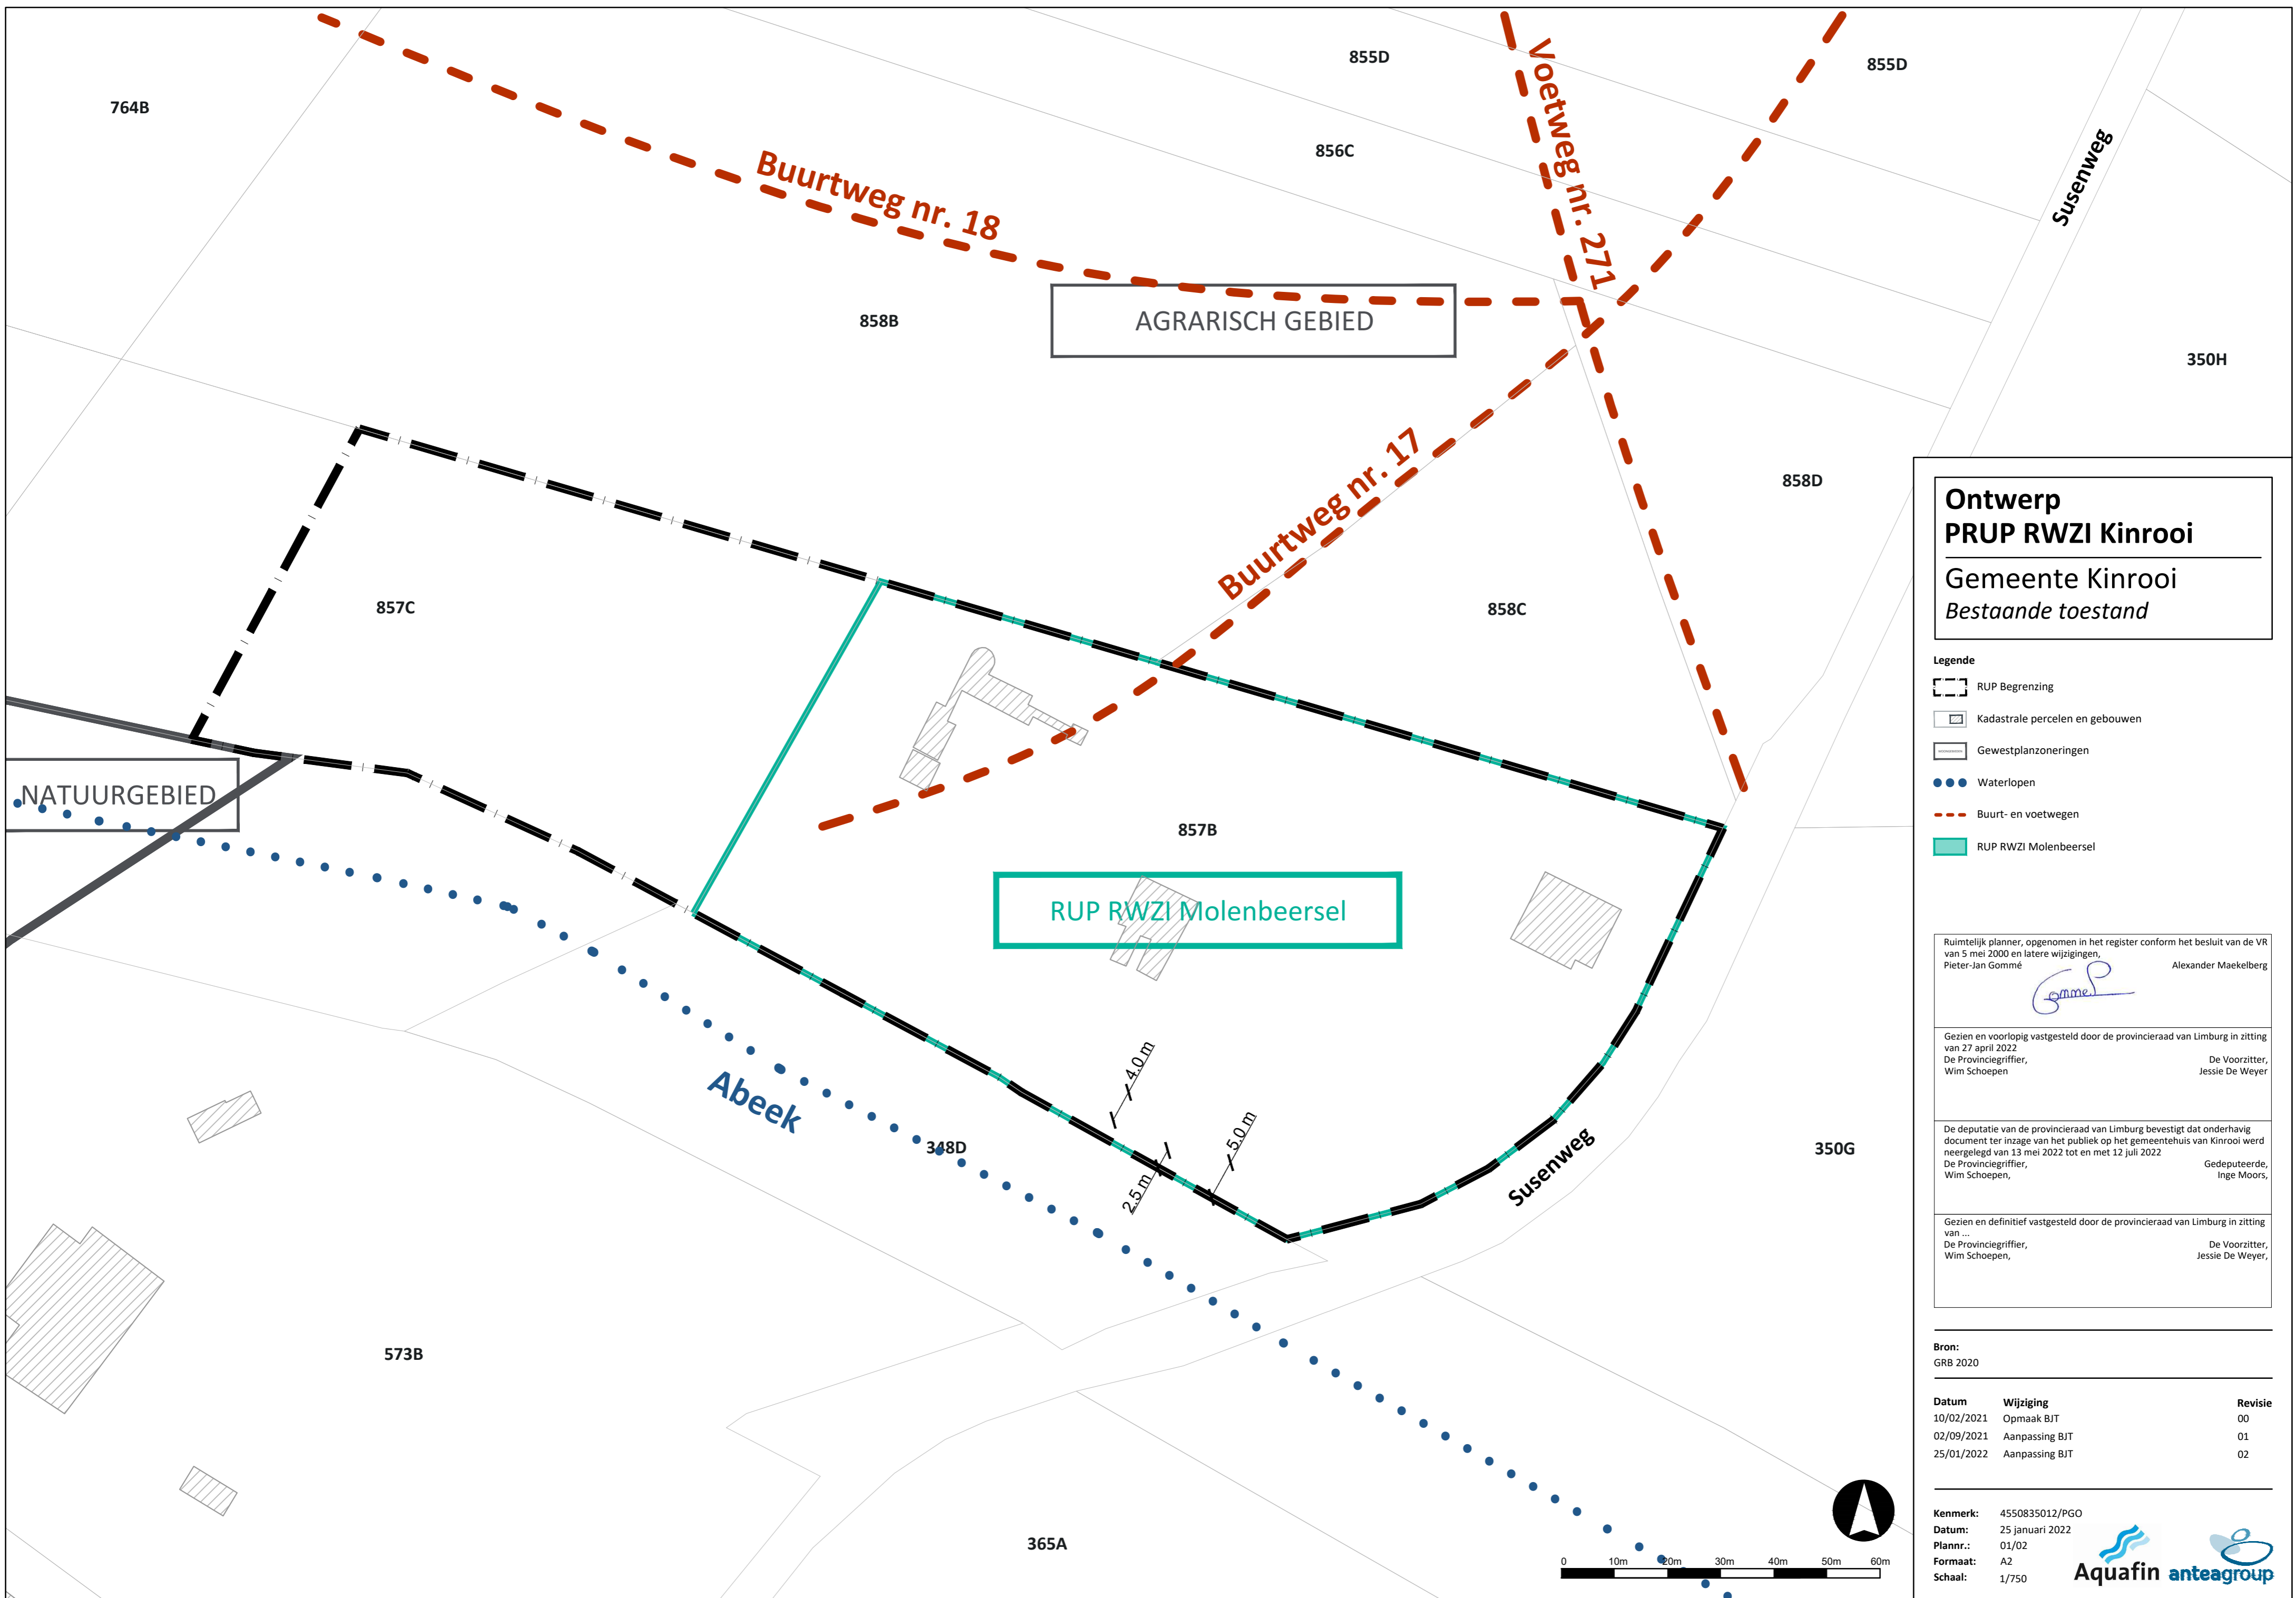 855D
855D
764B
Voetweg nr. 271
856C
Susenweg
Buurtweg nr. 18
858B
AGRARISCH GEBIED
350H
Buurtweg nr. 17
858D
857C
858C
NATUURGEBIED
857B
RUP RWZI Molenbeersel
4.0 m
Abeek
5.0 m
348D
2.5 m
Susenweg
350G
573B
365A
0 10m 20m 30m 40m 50m 60m
Ontwerp
PRUP RWZI Kinrooi
Gemeente Kinrooi
Bestaande toestand
Legende
RUP Begrenzing
Kadastrale percelen en gebouwen
Gewestplanzoneringen
Waterlopen
Buurt- en voetwegen
RUP RWZI Molenbeersel
Ruimtelijk planner, opgenomen in het register conform het besluit van de VR
van 5 mei 2000 en latere wijzigingen,
Pieter-Jan Gommé Alexander Maekelberg
Gezien en voorlopig vastgesteld door de provincieraad van Limburg in zitting
van 27 april 2022
De Provinciegriffier, De Voorzitter,
Wim Schoepen Jessie De Weyer
De deputatie van de provincieraad van Limburg bevestigt dat onderhavig
document ter inzage van het publiek op het gemeentehuis van Kinrooi werd
neergelegd van 13 mei 2022 tot en met 12 juli 2022
De Provinciegriffier, Gedeputeerde,
Wim Schoepen, Inge Moors,
Gezien en definitief vastgesteld door de provincieraad van Limburg in zitting
van ...
De Provinciegriffier, De Voorzitter,
Wim Schoepen, Jessie De Weyer,
Bron:
GRB 2020
Datum Wijziging Revisie
10/02/2021 Opmaak BJT 00
02/09/2021 Aanpassing BJT 01
25/01/2022 Aanpassing BJT 02
Kenmerk: 4550835012/PGO
Datum: 25 januari 2022
Plannr.: 01/02
Formaat: A2
Schaal: 1/750
Aquafin anteagroup